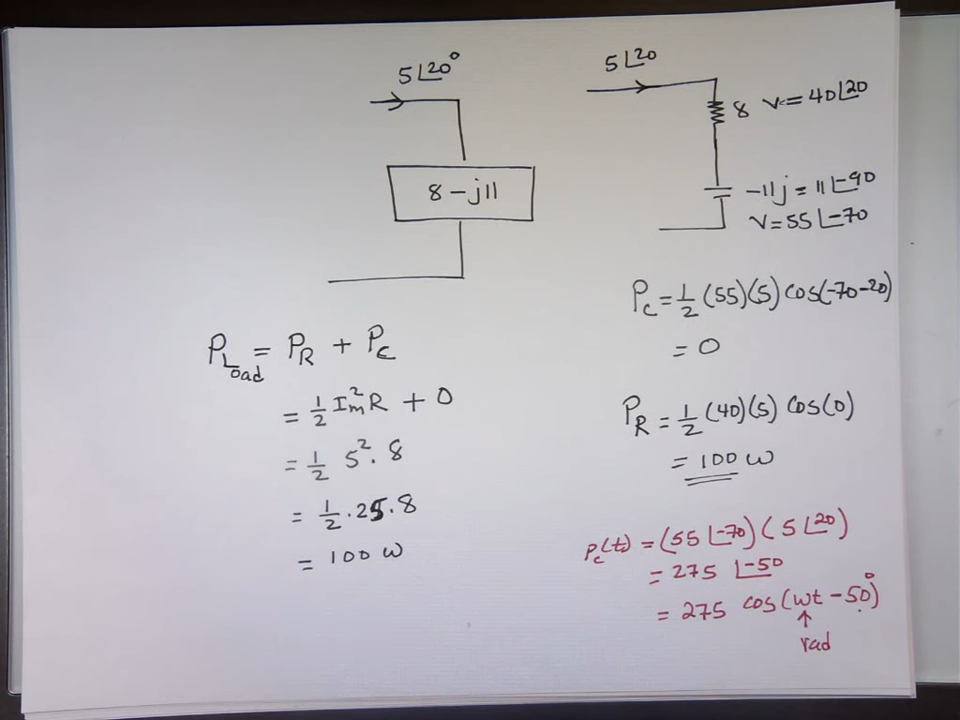 5∠20°
8 - j11
P_Load = P_R + P_C
= 1/2 I_m² R + 0
= 1/2 5² . 8
= 1/2 . 25 . 8
= 100 W
5∠20
8 V = 40∠20
-11j = 11∠-90
V = 55∠-70
P_C = 1/2 (55)(5) cos(-70-20)
= 0
P_R = 1/2 (40)(5) cos(0)
= 100 W
P_C(t) = (55∠-70)(5∠20)
= 275 ∠-50
= 275 cos(wt - 50°)
↑
rad